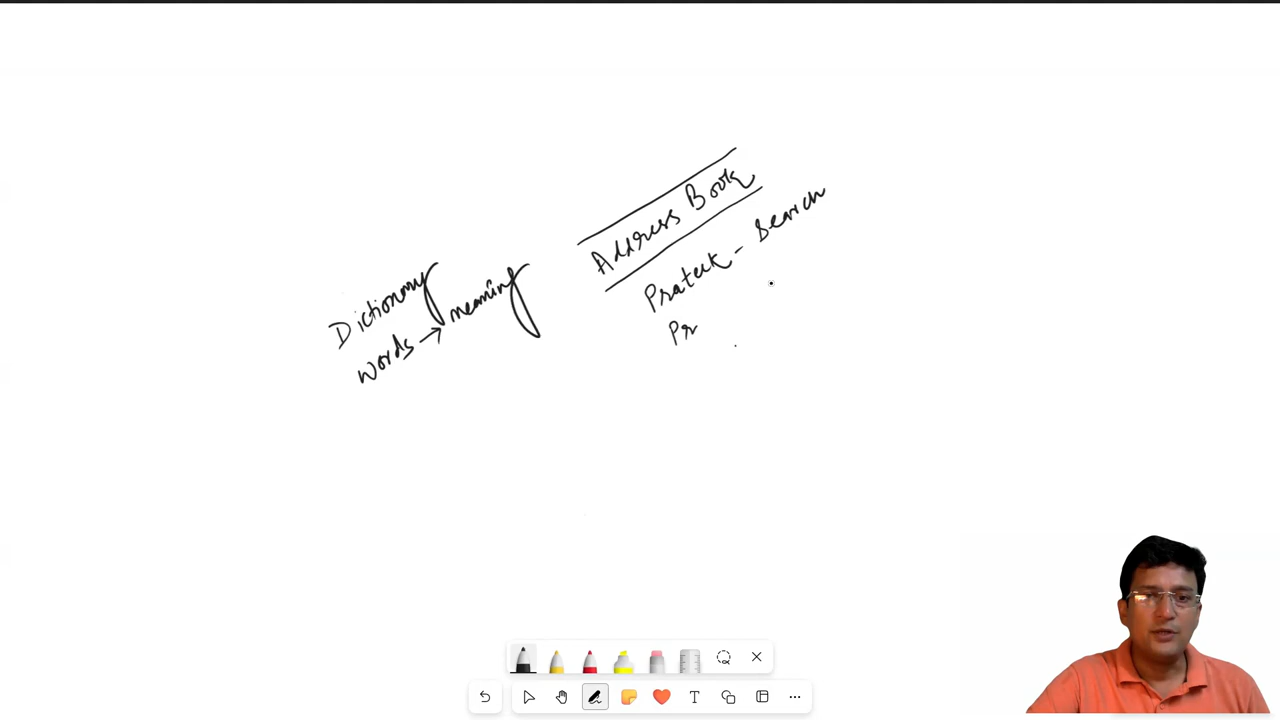 Dictionary
words → meaning
Address Book
Prateek - Search
Pr
T